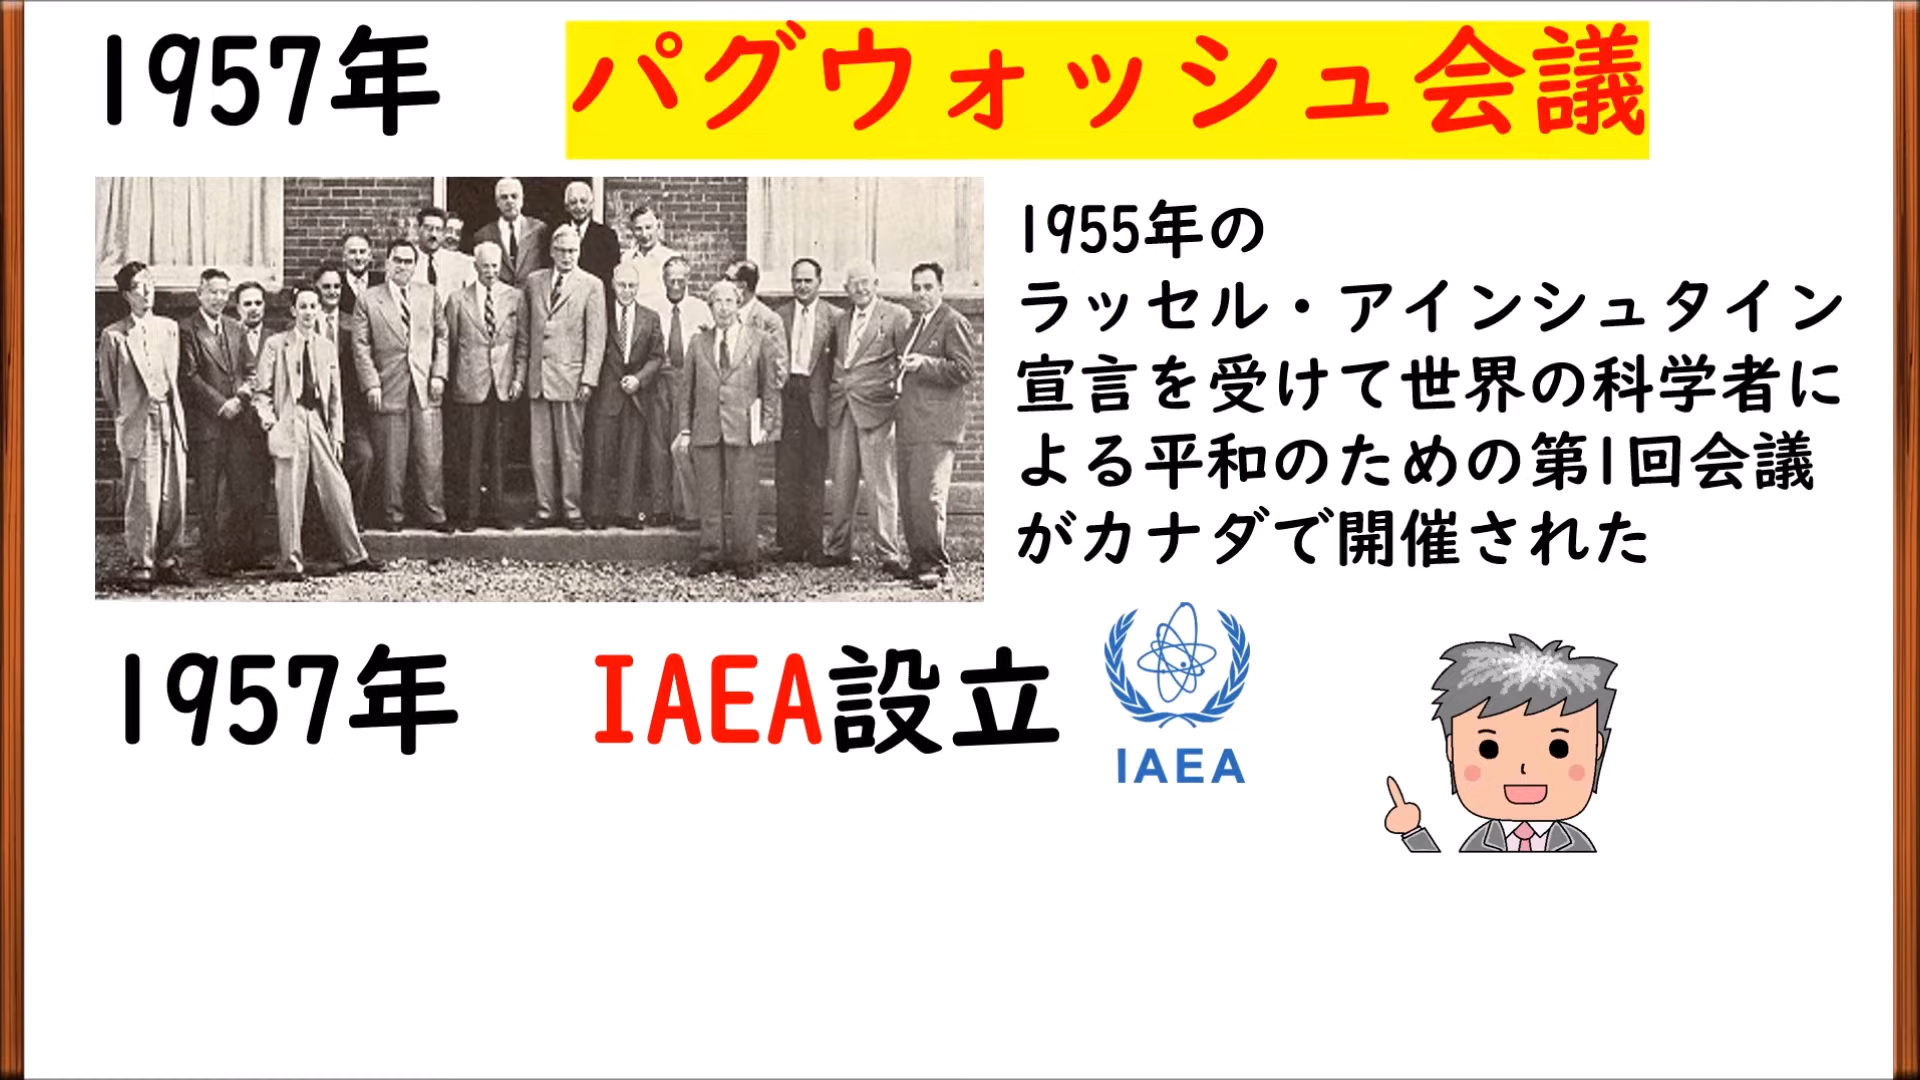 1957年 パグウォッシュ会議
1955年の
ラッセル・アインシュタイン
宣言を受けて世界の科学者に
よる平和のための第1回会議
がカナダで開催された
1957年 IAEA設立
IAEA